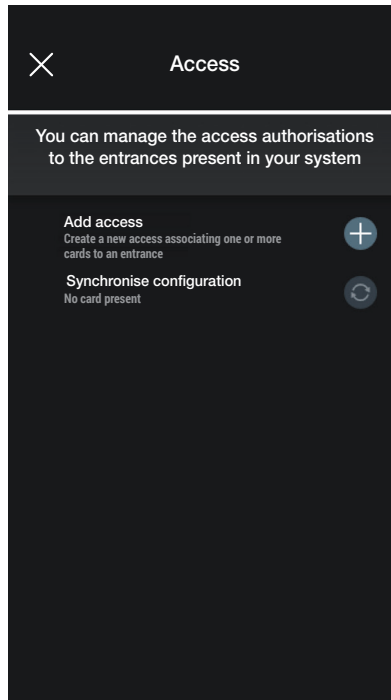 Access
You can manage the access authorisations
to the entrances present in your system
Add access
Create a new access associating one or more
cards to an entrance
Synchronise configuration
No card present